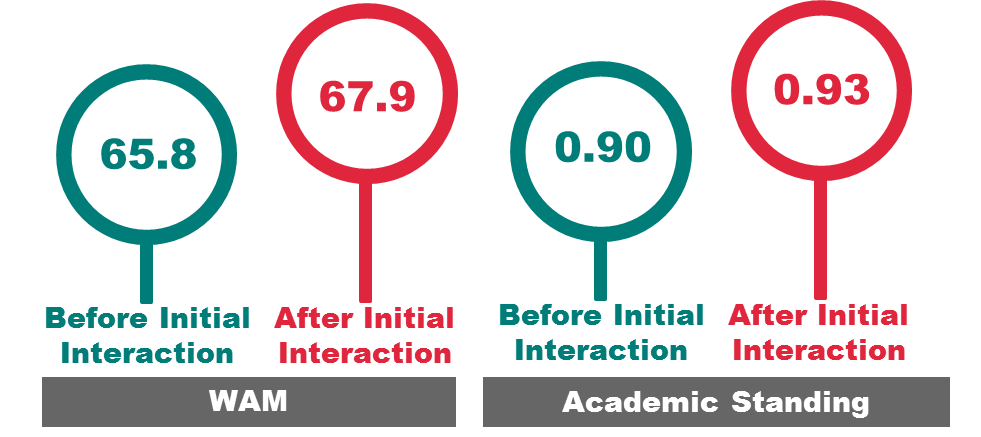 65.8
67.9
0.90
0.93
Before Initial
Interaction
After Initial
Interaction
Before Initial
Interaction
After Initial
Interaction
WAM
Academic Standing